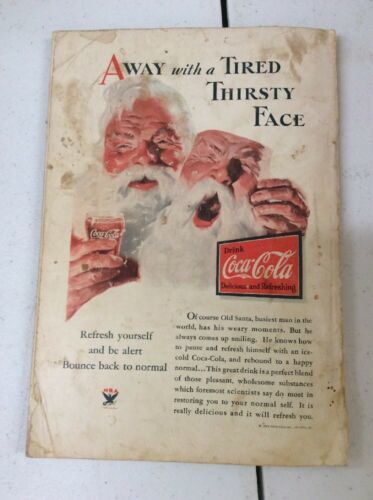 AWAY with a TIRED
THIRSTY
FACE
Coca-Cola
Drink
Coca-Cola
Delicious and Refreshing
Refresh yourself
and be alert
Bounce back to normal
NRA
Of course Old Santa, busiest man in the
world, has his weary moments. But he
always comes up smiling. He knows how
to pause and refresh himself with an ice-
cold Coca-Cola, and rebound to a happy
normal....This great drink is a perfect blend
of those pleasant, wholesome substances
which foremost scientists say do most in
restoring you to your normal self. It is
really delicious and it will refresh you.